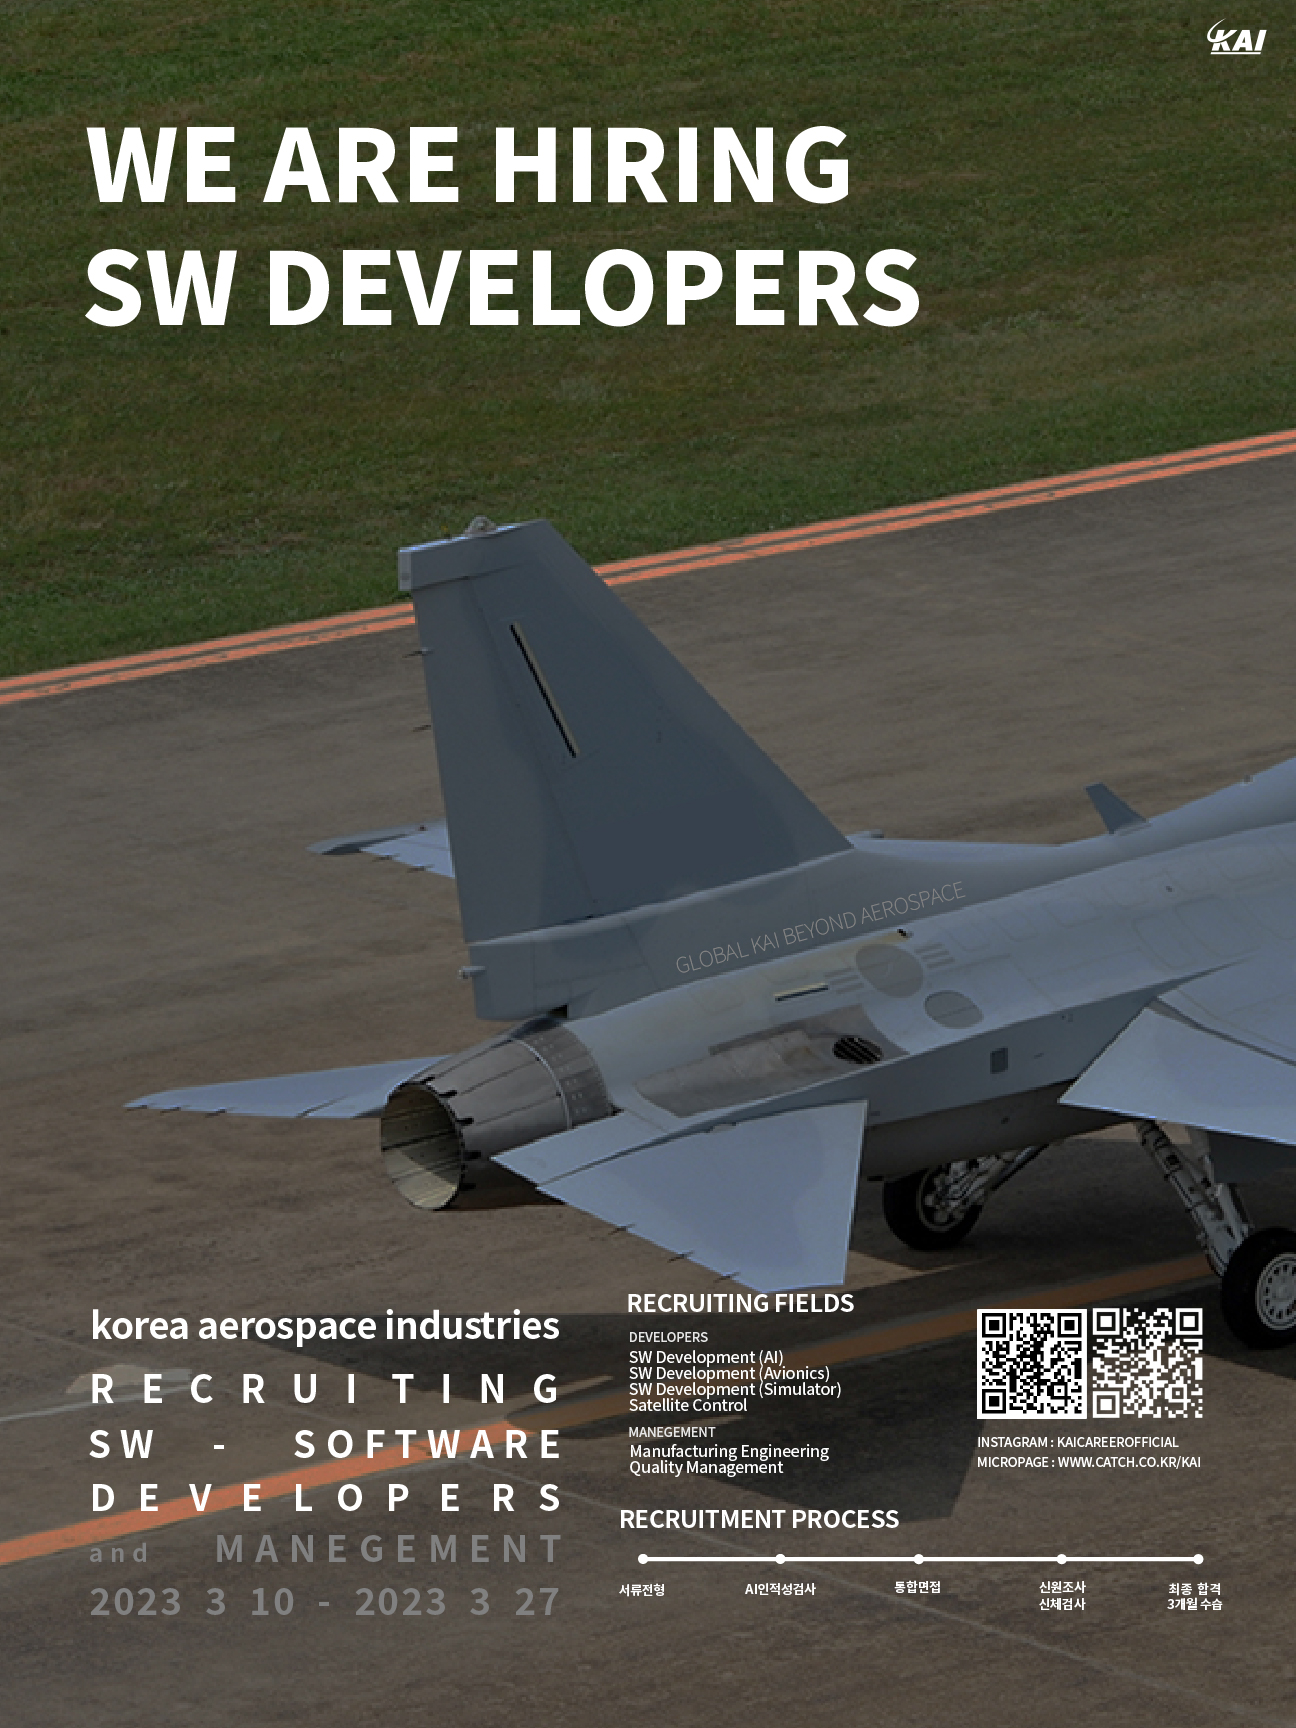 KAI
WE ARE HIRING
SW DEVELOPERS
GLOBAL KAI BEYOND AEROSPACE
korea aerospace industries
RECRUITING
SW - SOFTWARE
DEVELOPERS
and MANEGEMENT
2023 3 10 - 2023 3 27
RECRUITING FIELDS
DEVELOPERS
SW Development (AI)
SW Development (Avionics)
SW Development (Simulator)
Satellite Control
MANEGEMENT
Manufacturing Engineering
Quality Management
INSTAGRAM : KAICAREEROFFICIAL
MICROPAGE : WWW.CATCH.CO.KR/KAI
RECRUITMENT PROCESS
서류전형
AI인적성검사
통합면접
신원조사
신체검사
최종 합격
3개월 수습